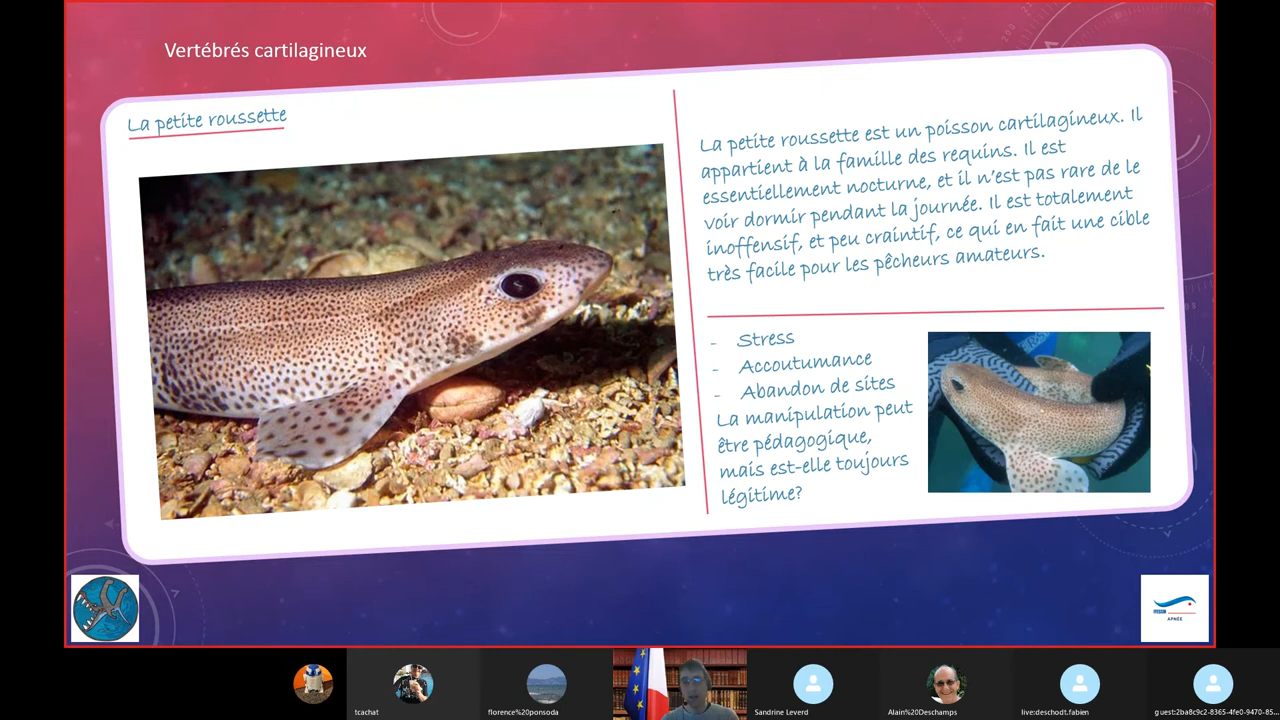 Vertébrés cartilagineux
La petite roussette
La petite roussette est un poisson cartilagineux. Il
appartient à la famille des requins. Il est
essentiellement nocturne, et il n'est pas rare de le
voir dormir pendant la journée. Il est totalement
inoffensif, et peu craintif, ce qui en fait une cible
très facile pour les pêcheurs amateurs.
- Stress
- Accoutumance
- Abandon de sites
La manipulation peut
être pédagogique,
mais est-elle toujours
légitime?
FFESSM
APNÉE
tcachat
florence%20ponsoda
Sandrine Leverd
Alain%20Deschamps
live:deschodt.fabien
guest:2ba8c9c2-8365-4fe0-9470-85...